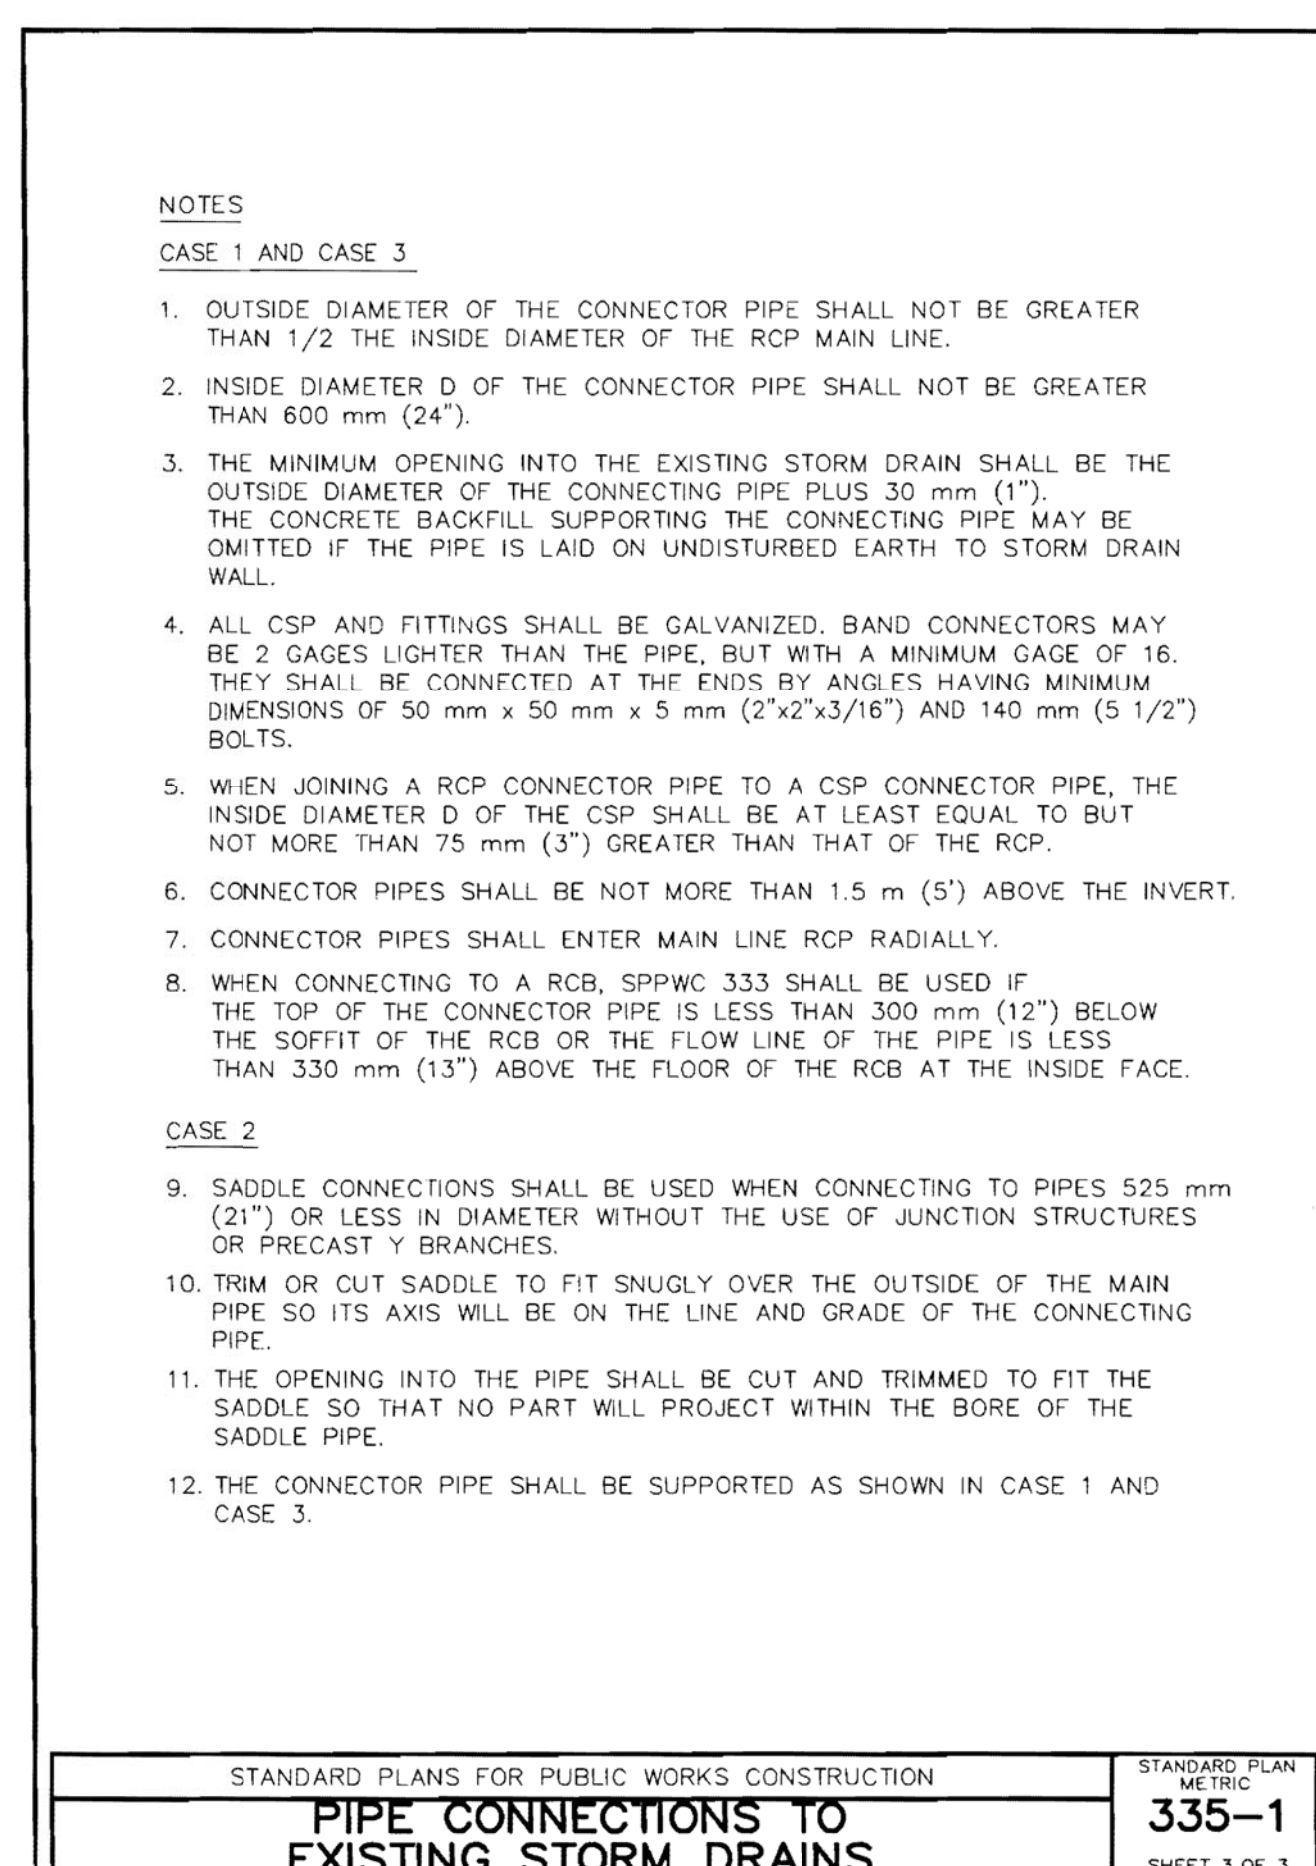 NOTES
CASE 1 AND CASE 3
1. OUTSIDE DIAMETER OF THE CONNECTOR PIPE SHALL NOT BE GREATER
THAN 1/2 THE INSIDE DIAMETER OF THE RCP MAIN LINE.
2. INSIDE DIAMETER D OF THE CONNECTOR PIPE SHALL NOT BE GREATER
THAN 600 mm (24").
3. THE MINIMUM OPENING INTO THE EXISTING STORM DRAIN SHALL BE THE
OUTSIDE DIAMETER OF THE CONNECTING PIPE PLUS 30 mm (1").
THE CONCRETE BACKFILL SUPPORTING THE CONNECTING PIPE MAY BE
OMITTED IF THE PIPE IS LAID ON UNDISTURBED EARTH TO STORM DRAIN
WALL.
4. ALL CSP AND FITTINGS SHALL BE GALVANIZED. BAND CONNECTORS MAY
BE 2 GAGES LIGHTER THAN THE PIPE, BUT WITH A MINIMUM GAGE OF 16.
THEY SHALL BE CONNECTED AT THE ENDS BY ANGLES HAVING MINIMUM
DIMENSIONS OF 50 mm x 50 mm x 5 mm (2"x2"x3/16") AND 140 mm (5 1/2")
BOLTS.
5. WHEN JOINING A RCP CONNECTOR PIPE TO A CSP CONNECTOR PIPE, THE
INSIDE DIAMETER D OF THE CSP SHALL BE AT LEAST EQUAL TO BUT
NOT MORE THAN 75 mm (3") GREATER THAN THAT OF THE RCP.
6. CONNECTOR PIPES SHALL BE NOT MORE THAN 1.5 m (5') ABOVE THE INVERT.
7. CONNECTOR PIPES SHALL ENTER MAIN LINE RCP RADIALLY.
8. WHEN CONNECTING TO A RCB, SPPWC 333 SHALL BE USED IF
THE TOP OF THE CONNECTOR PIPE IS LESS THAN 300 mm (12") BELOW
THE SOFFIT OF THE RCB OR THE FLOW LINE OF THE PIPE IS LESS
THAN 330 mm (13") ABOVE THE FLOOR OF THE RCB AT THE INSIDE FACE.
CASE 2
9. SADDLE CONNECTIONS SHALL BE USED WHEN CONNECTING TO PIPES 525 mm
(21") OR LESS IN DIAMETER WITHOUT THE USE OF JUNCTION STRUCTURES
OR PRECAST Y BRANCHES.
10. TRIM OR CUT SADDLE TO FIT SNUGLY OVER THE OUTSIDE OF THE MAIN
PIPE SO ITS AXIS WILL BE ON THE LINE AND GRADE OF THE CONNECTING
PIPE.
11. THE OPENING INTO THE PIPE SHALL BE CUT AND TRIMMED TO FIT THE
SADDLE SO THAT NO PART WILL PROJECT WITHIN THE BORE OF THE
SADDLE PIPE.
12. THE CONNECTOR PIPE SHALL BE SUPPORTED AS SHOWN IN CASE 1 AND
CASE 3.
STANDARD PLANS FOR PUBLIC WORKS CONSTRUCTION
PIPE CONNECTIONS TO
EXISTING STORM DRAINS
STANDARD PLAN
METRIC
335-1
SHEET 3 OF 3